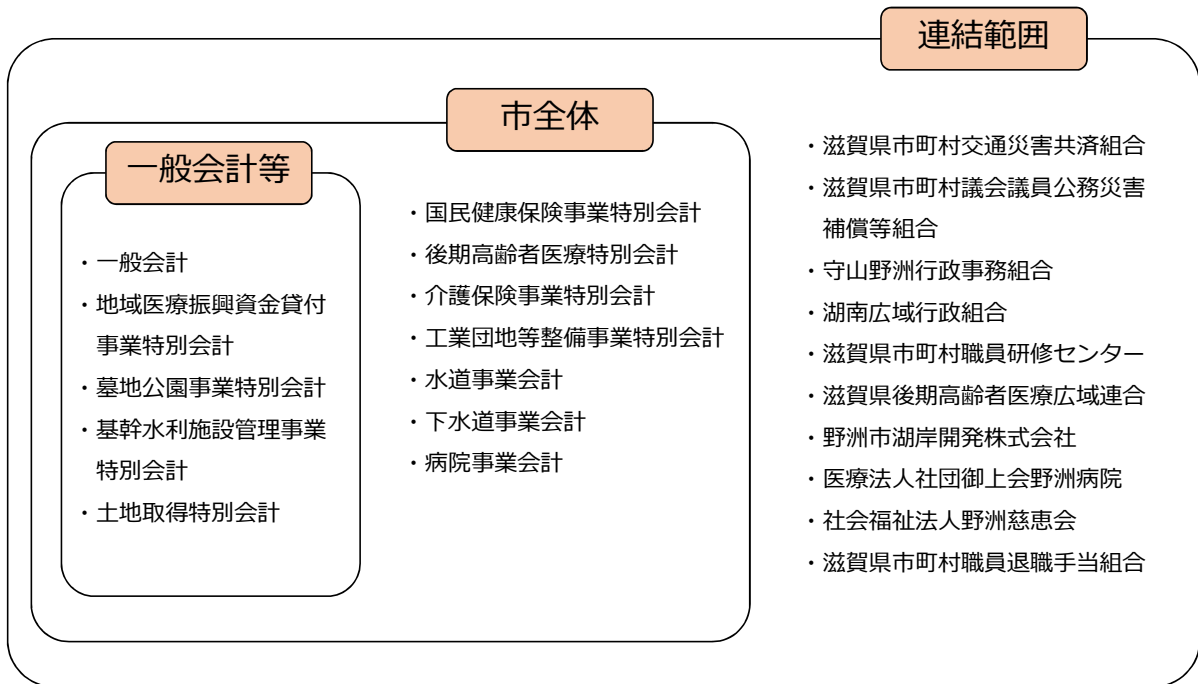 連結範囲
市全体
一般会計等
・一般会計
・地域医療振興資金貸付
事業特別会計
・墓地公園事業特別会計
・基幹水利施設管理事業
特別会計
・土地取得特別会計
・国民健康保険事業特別会計
・後期高齢者医療特別会計
・介護保険事業特別会計
・工業団地等整備事業特別会計
・水道事業会計
・下水道事業会計
・病院事業会計
・滋賀県市町村交通災害共済組合
・滋賀県市町村議会議員公務災害
補償等組合
・守山野洲行政事務組合
・湖南広域行政組合
・滋賀県市町村職員研修センター
・滋賀県後期高齢者医療広域連合
・野洲市湖岸開発株式会社
・医療法人社団御上会野洲病院
・社会福祉法人野洲慈恵会
・滋賀県市町村職員退職手当組合